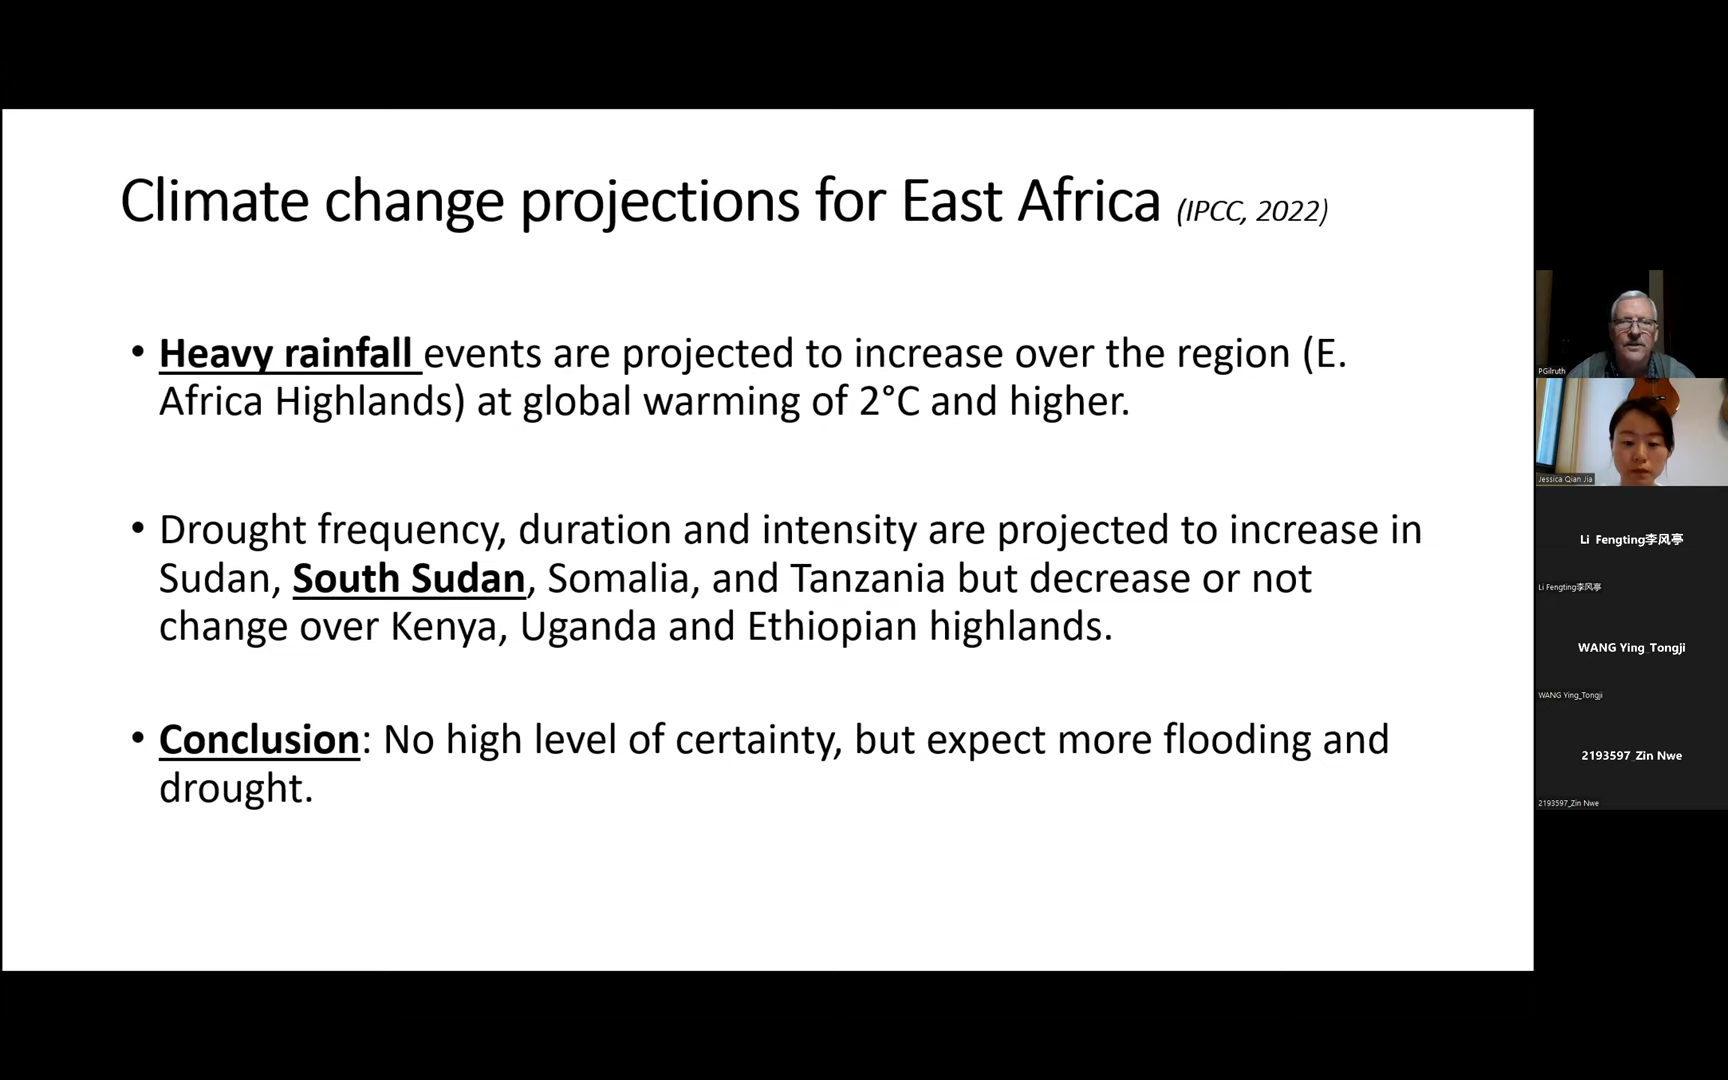 Climate change projections for East Africa (IPCC, 2022)
• Heavy rainfall events are projected to increase over the region (E.
Africa Highlands) at global warming of 2°C and higher.
• Drought frequency, duration and intensity are projected to increase in
Sudan, South Sudan, Somalia, and Tanzania but decrease or not
change over Kenya, Uganda and Ethiopian highlands.
• Conclusion: No high level of certainty, but expect more flooding and
drought.
PGilruth
Jessica Qian Jia
Li Fengting李风亭
Li Fengting李风亭
WANG Ying_Tongji
WANG Ying_Tongji
2193597_Zin Nwe
2193597_Zin Nwe